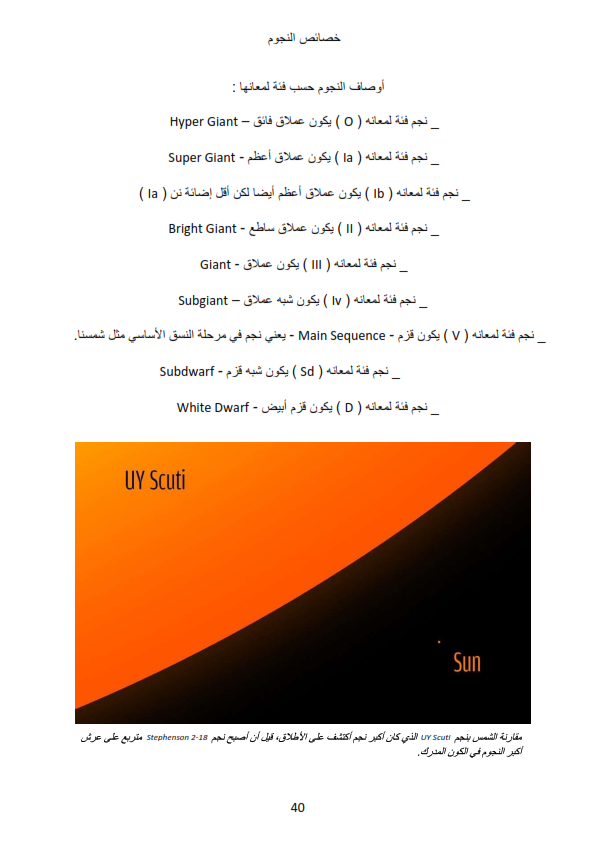 خصائص النجوم
أوصاف النجوم حسب فئة لمعانها :
_ نجم فئة لمعانه ( O ) يكون عملاق فائق – Hyper Giant
_ نجم فئة لمعانه ( Ia ) يكون عملاق أعظم - Super Giant
_ نجم فئة لمعانه ( Ib ) يكون عملاق أعظم أيضا لكن أقل إضائة نن ( Ia )
_ نجم فئة لمعانه ( II ) يكون عملاق ساطع - Bright Giant
_ نجم فئة لمعانه ( III ) يكون عملاق - Giant
_ نجم فئة لمعانه ( Iv ) يكون شبه عملاق – Subgiant
_ نجم فئة لمعانه ( V ) يكون قزم - Main Sequence - يعني نجم في مرحلة النسق الأساسي مثل شمسنا.
_ نجم فئة لمعانه ( Sd ) يكون شبه قزم - Subdwarf
_ نجم فئة لمعانه ( D ) يكون قزم أبيض - White Dwarf
UY Scuti
Sun
مقارنة الشمس بنجم UY Scuti الذي كان أكبر نجم أكتشف على الأطلاق، قبل أن أصبح نجم Stephenson 2-18 متربع على عرش
أكبر النجوم في الكون المدرك.
40